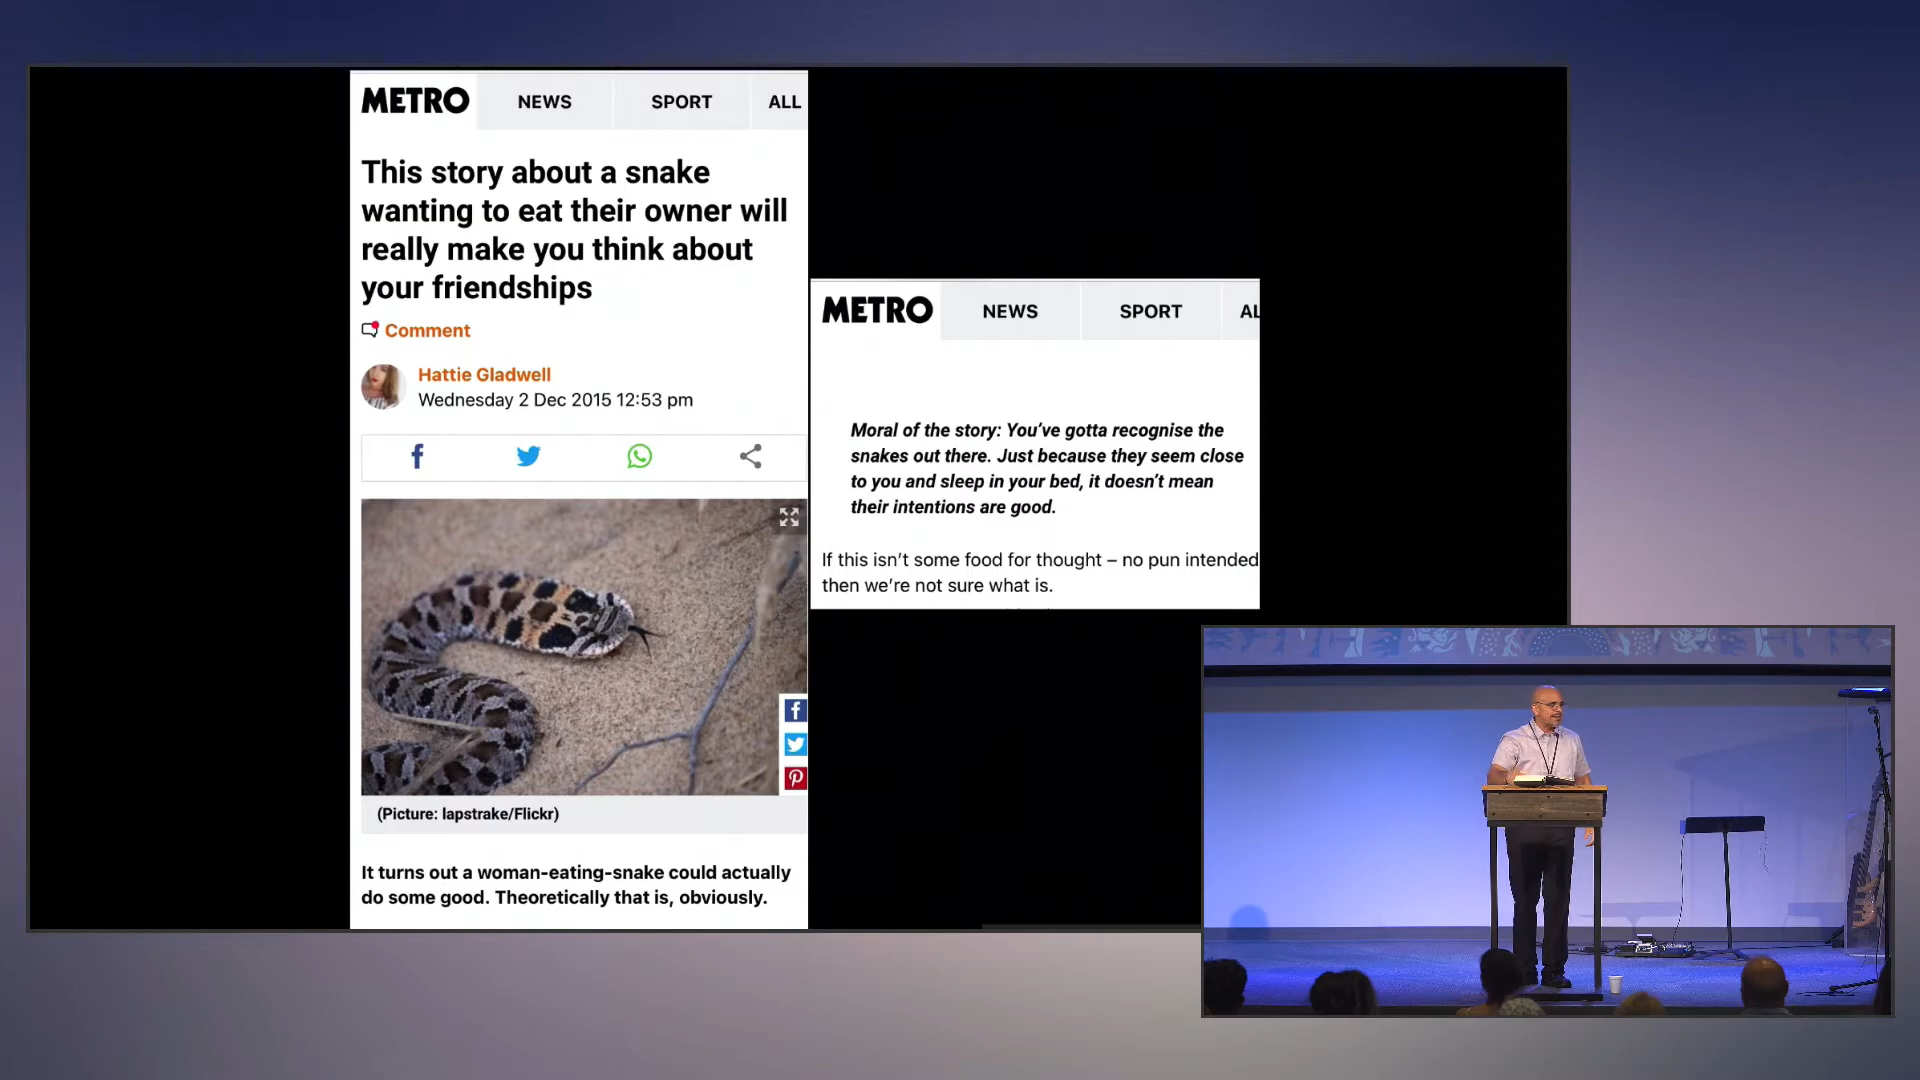 METRO NEWS SPORT ALL
This story about a snake
wanting to eat their owner will
really make you think about
your friendships
Comment
Hattie Gladwell
Wednesday 2 Dec 2015 12:53 pm
(Picture: lapstrake/Flickr)
It turns out a woman-eating-snake could actually
do some good. Theoretically that is, obviously.
METRO NEWS SPORT AL
Moral of the story: You’ve gotta recognise the
snakes out there. Just because they seem close
to you and sleep in your bed, it doesn’t mean
their intentions are good.
If this isn’t some food for thought – no pun intended
then we’re not sure what is.